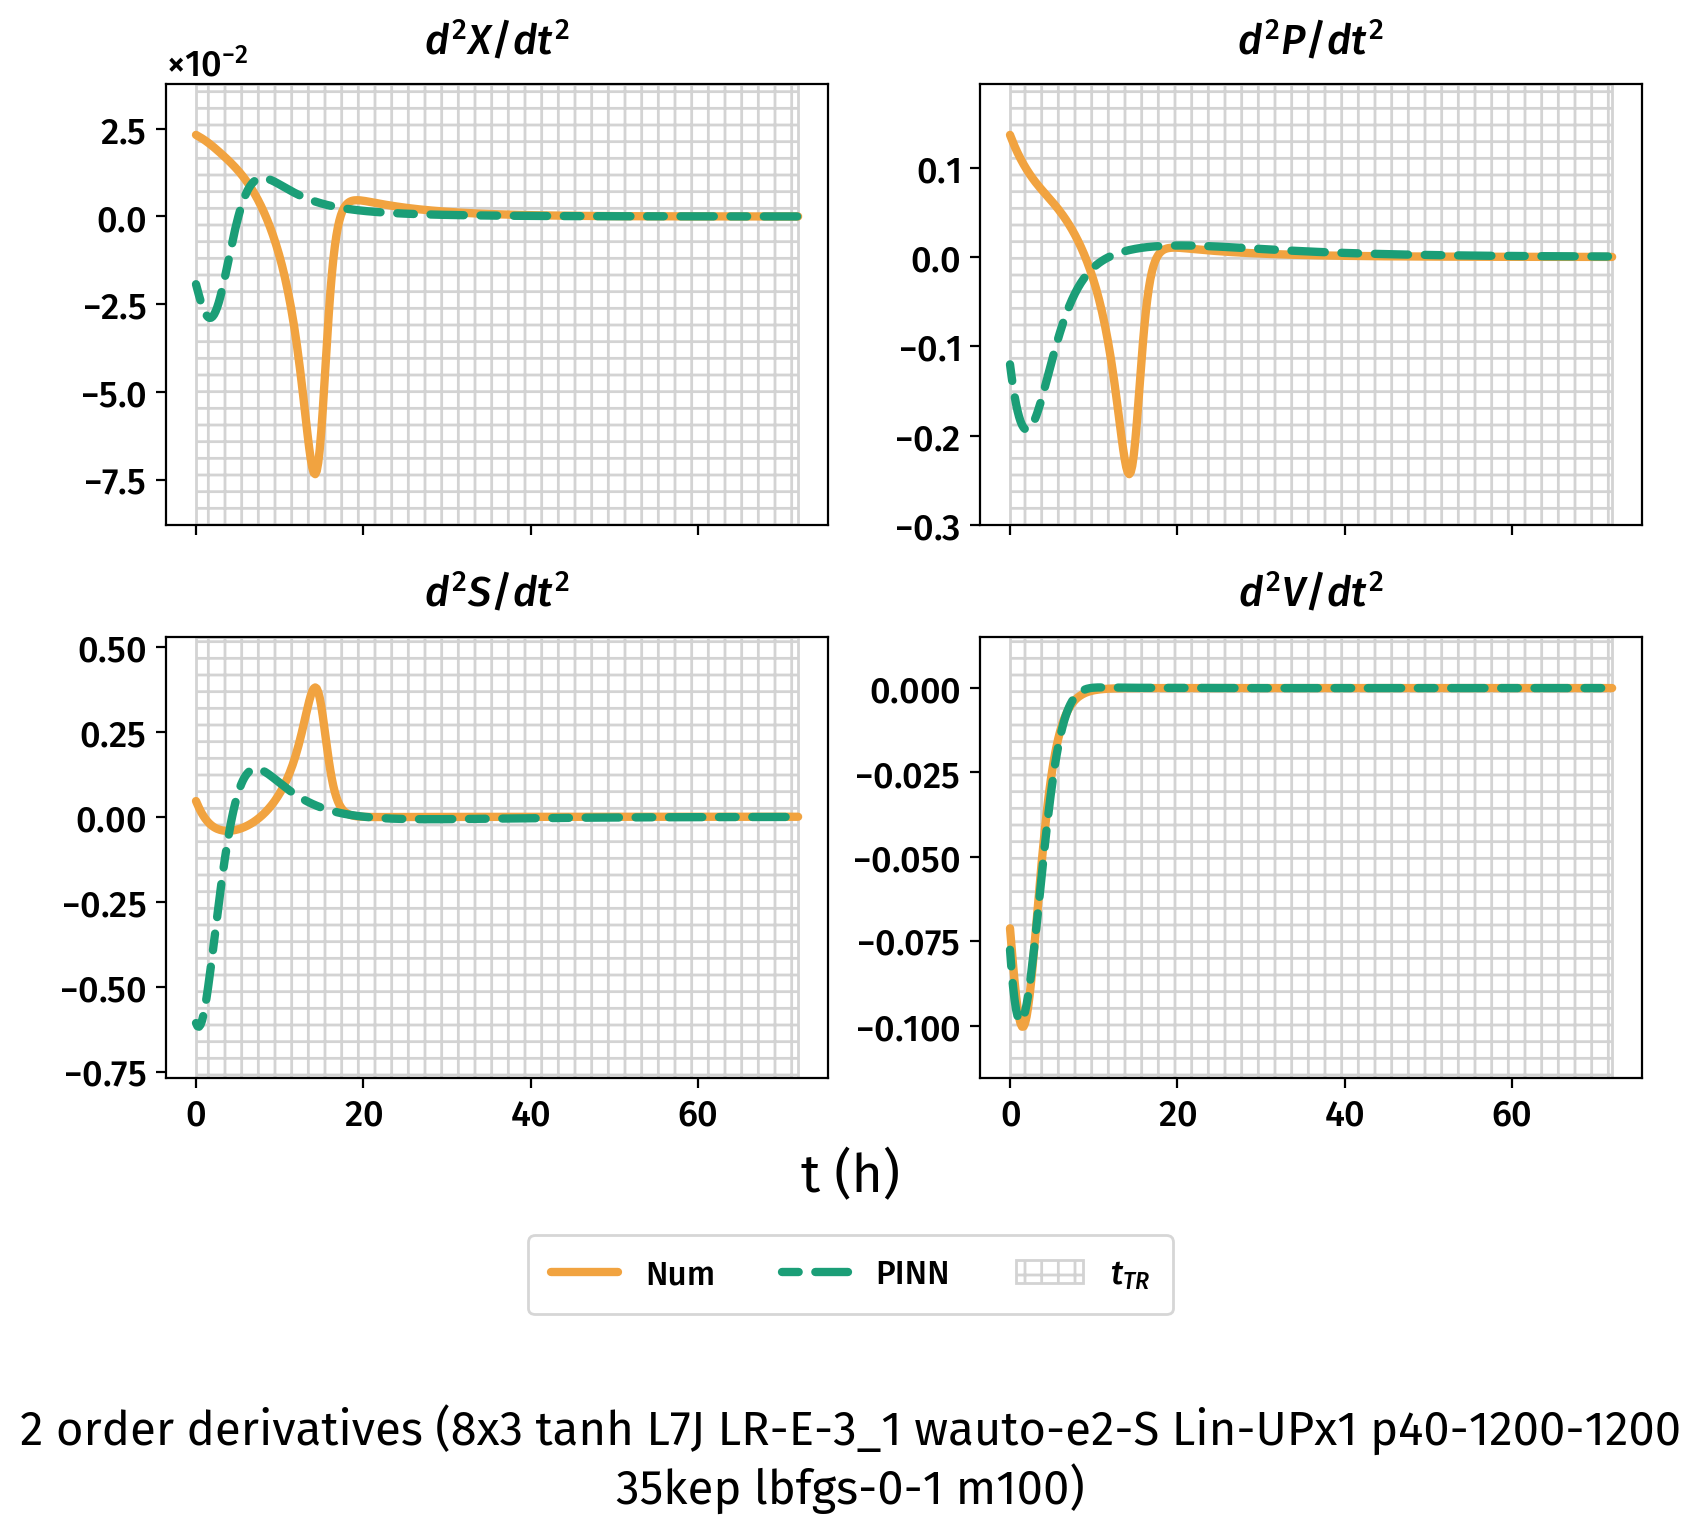 d²X/dt²
d²P/dt²
×10⁻²
2.5
0.0
−2.5
−5.0
−7.5
0.1
0.0
−0.1
−0.2
−0.3
d²S/dt²
d²V/dt²
0.50
0.25
0.00
−0.25
−0.50
−0.75
0.000
−0.025
−0.050
−0.075
−0.100
0 20 40 60
0 20 40 60
t (h)
Num PINN t_TR
2 order derivatives (8x3 tanh L7J LR-E-3_1 wauto-e2-S Lin-UPx1 p40-1200-1200
35kep lbfgs-0-1 m100)